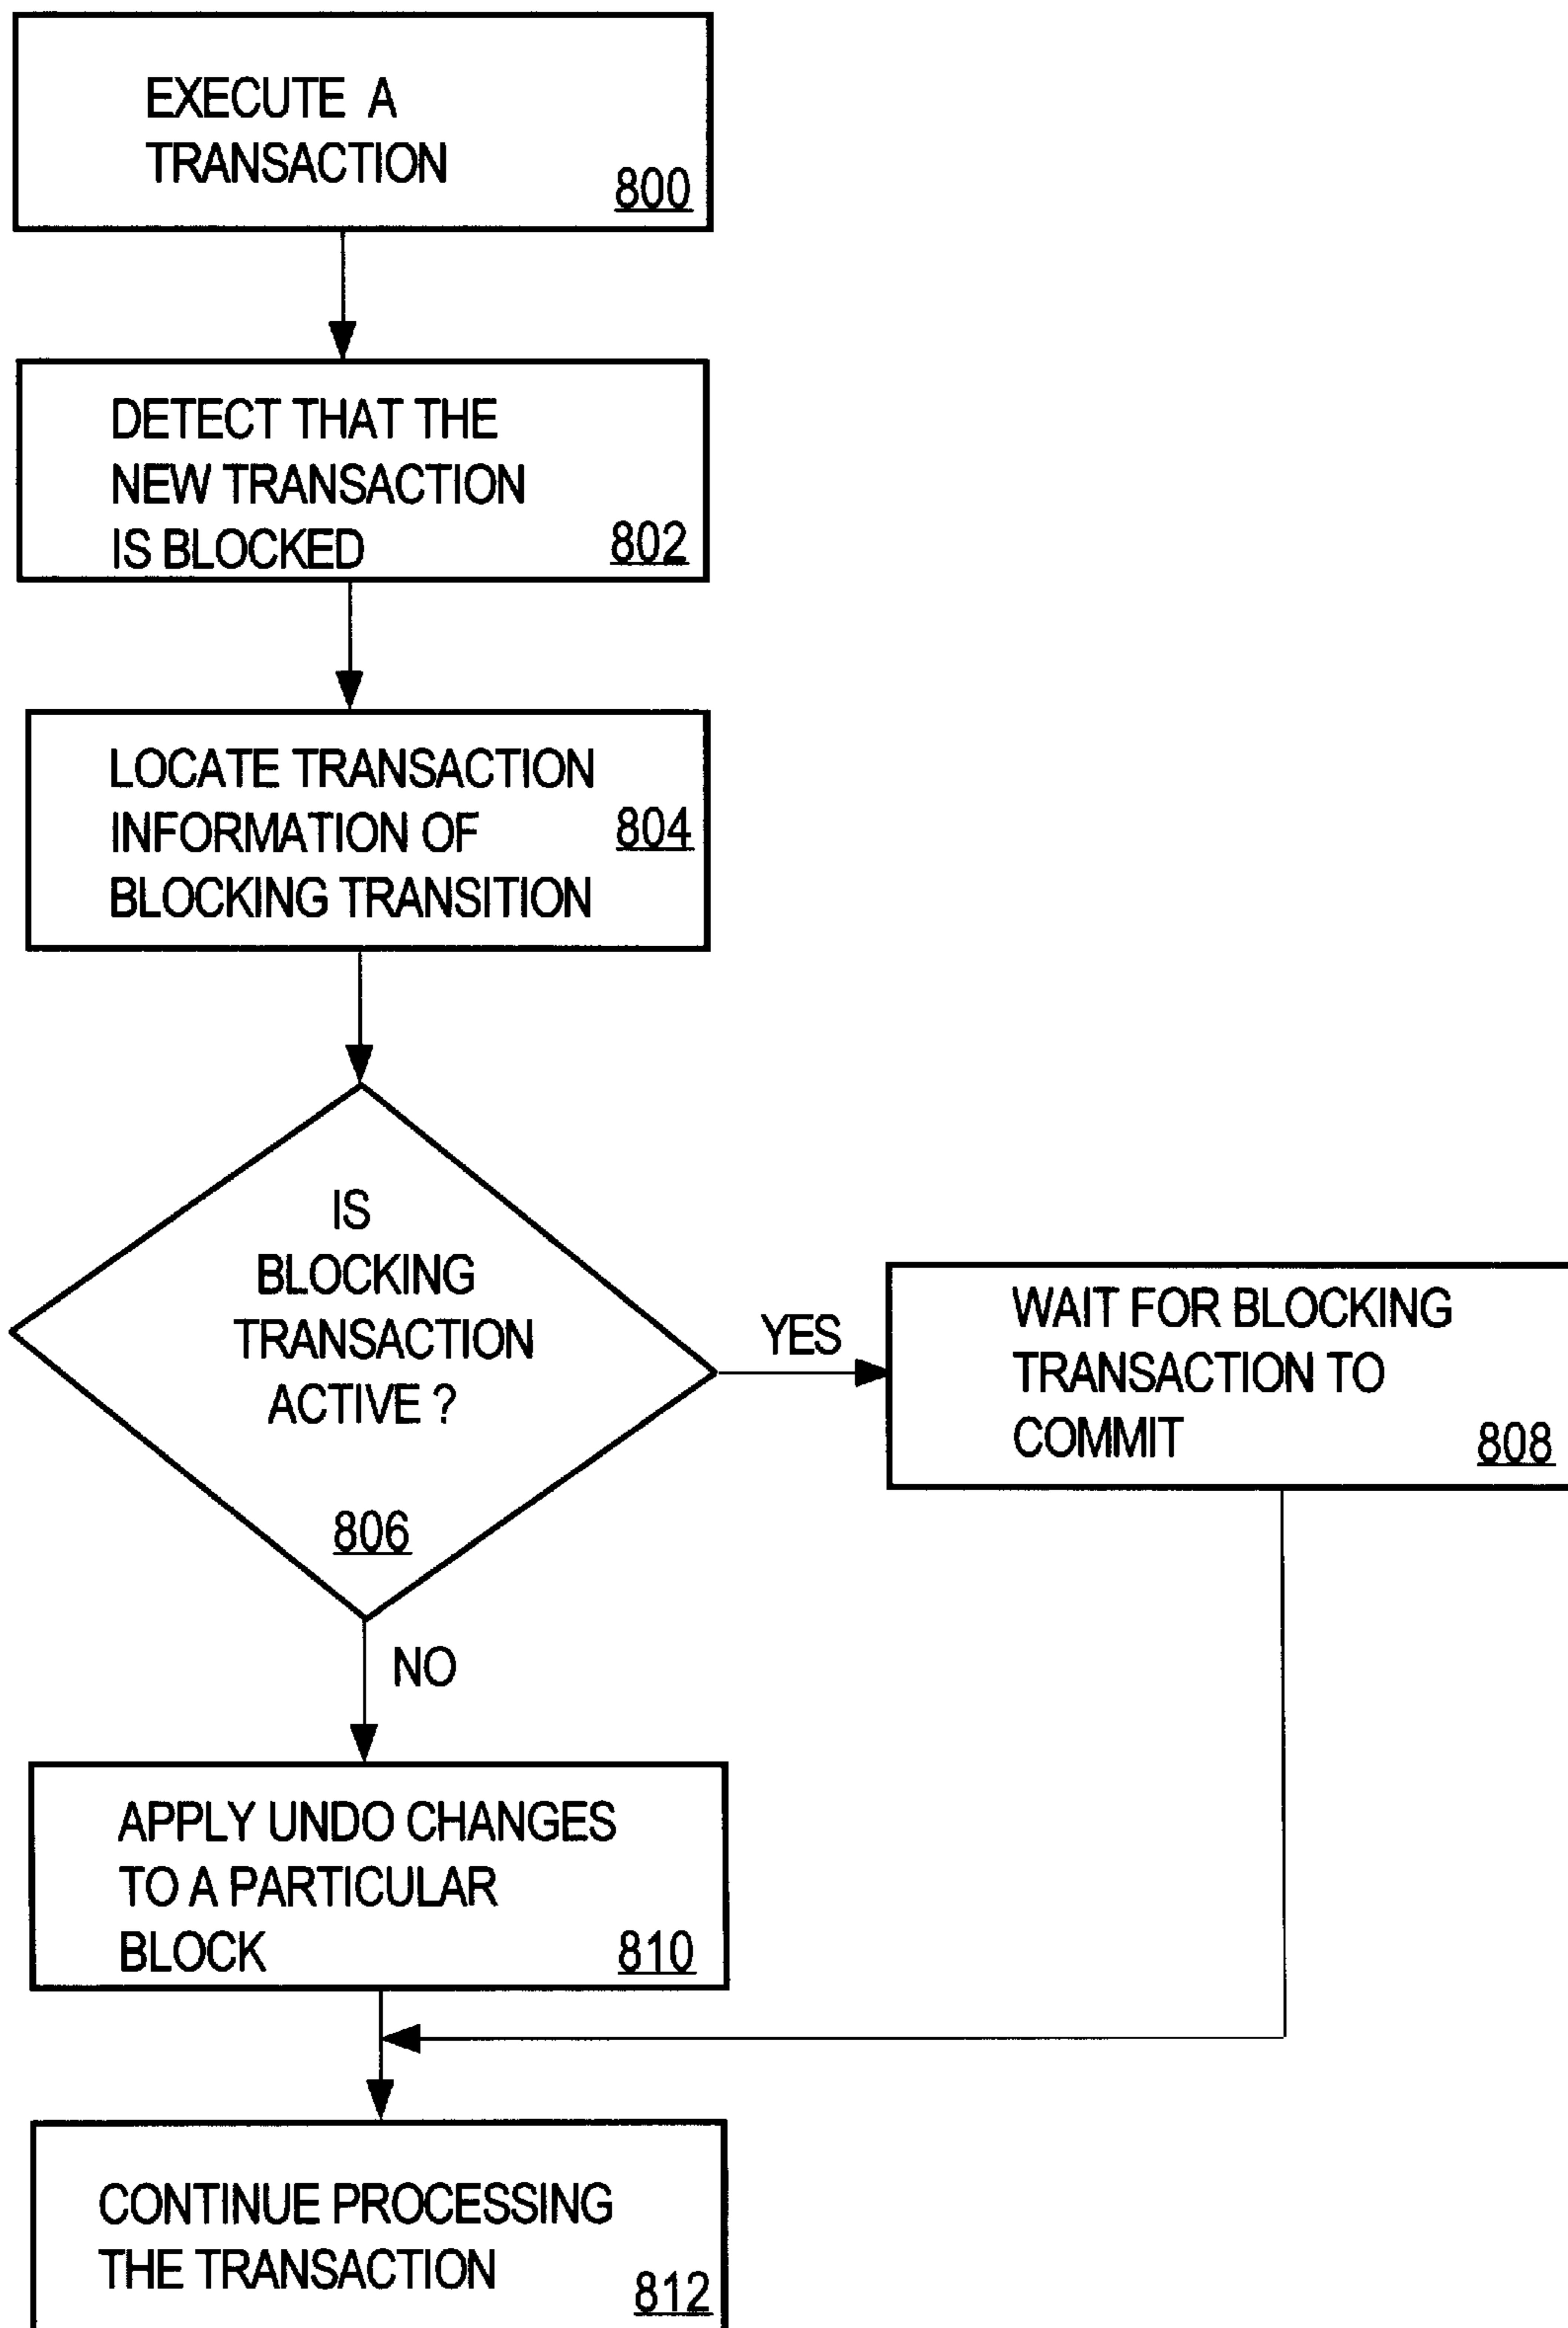 EXECUTE A
TRANSACTION
800
DETECT THAT THE
NEW TRANSACTION
IS BLOCKED
802
LOCATE TRANSACTION
INFORMATION OF
804
BLOCKING TRANSITION
IS
BLOCKING
TRANSACTION
ACTIVE ?
806
YES
WAIT FOR BLOCKING
TRANSACTION TO
COMMIT
808
NO
APPLY UNDO CHANGES
TO A PARTICULAR
BLOCK
810
CONTINUE PROCESSING
THE TRANSACTION
812